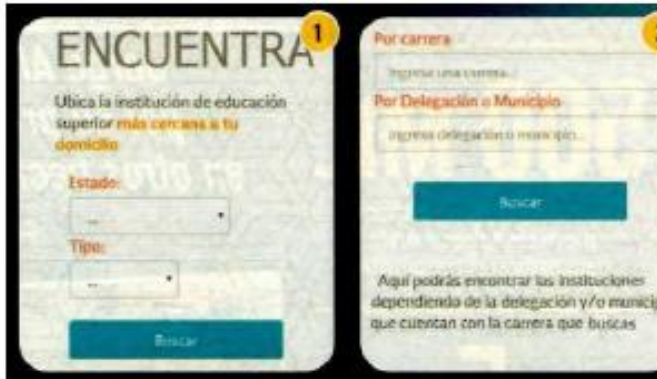 1
ENCUENTRA
Ubica la institución de educación
superior más cercana a tu
domicilio
Estado:
...
Tipo:
...
Buscar
Por carrera
Ingresa una carrera...
Por Delegación o Municipio
Ingresa delegación o municipio...
Buscar
Aquí podrás encontrar las instituciones
dependiendo de la delegación y/o municip
que cuentan con la carrera que buscas